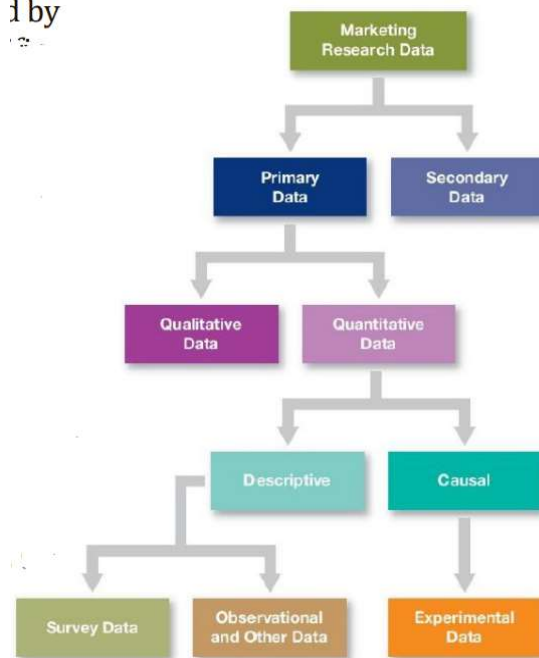 d by
Marketing
Research Data
Primary
Data
Secondary
Data
Qualitative
Data
Quantitative
Data
Descriptive
Causal
Survey Data
Observational
and Other Data
Experimental
Data